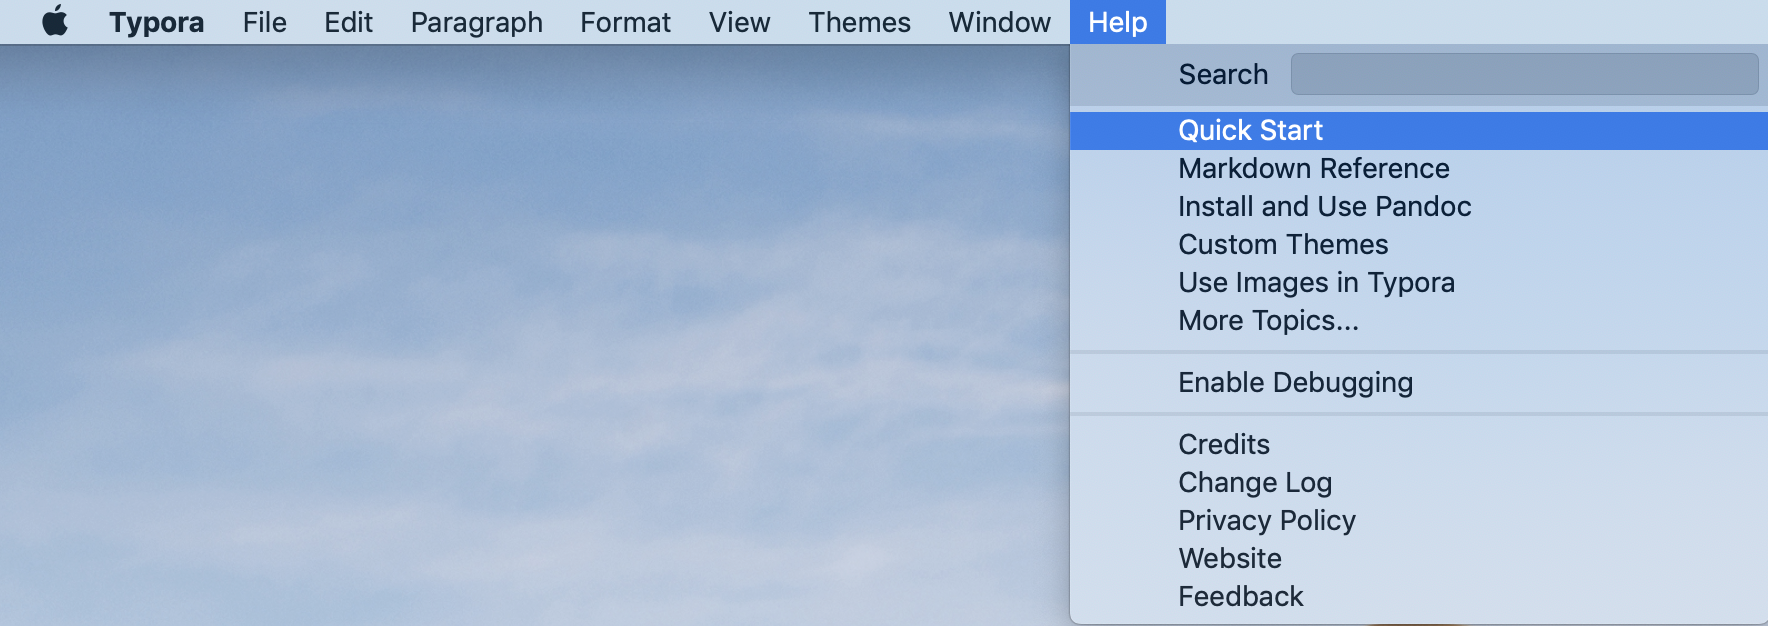 Typora File Edit Paragraph Format View Themes Window Help
Search
Quick Start
Markdown Reference
Install and Use Pandoc
Custom Themes
Use Images in Typora
More Topics...
Enable Debugging
Credits
Change Log
Privacy Policy
Website
Feedback